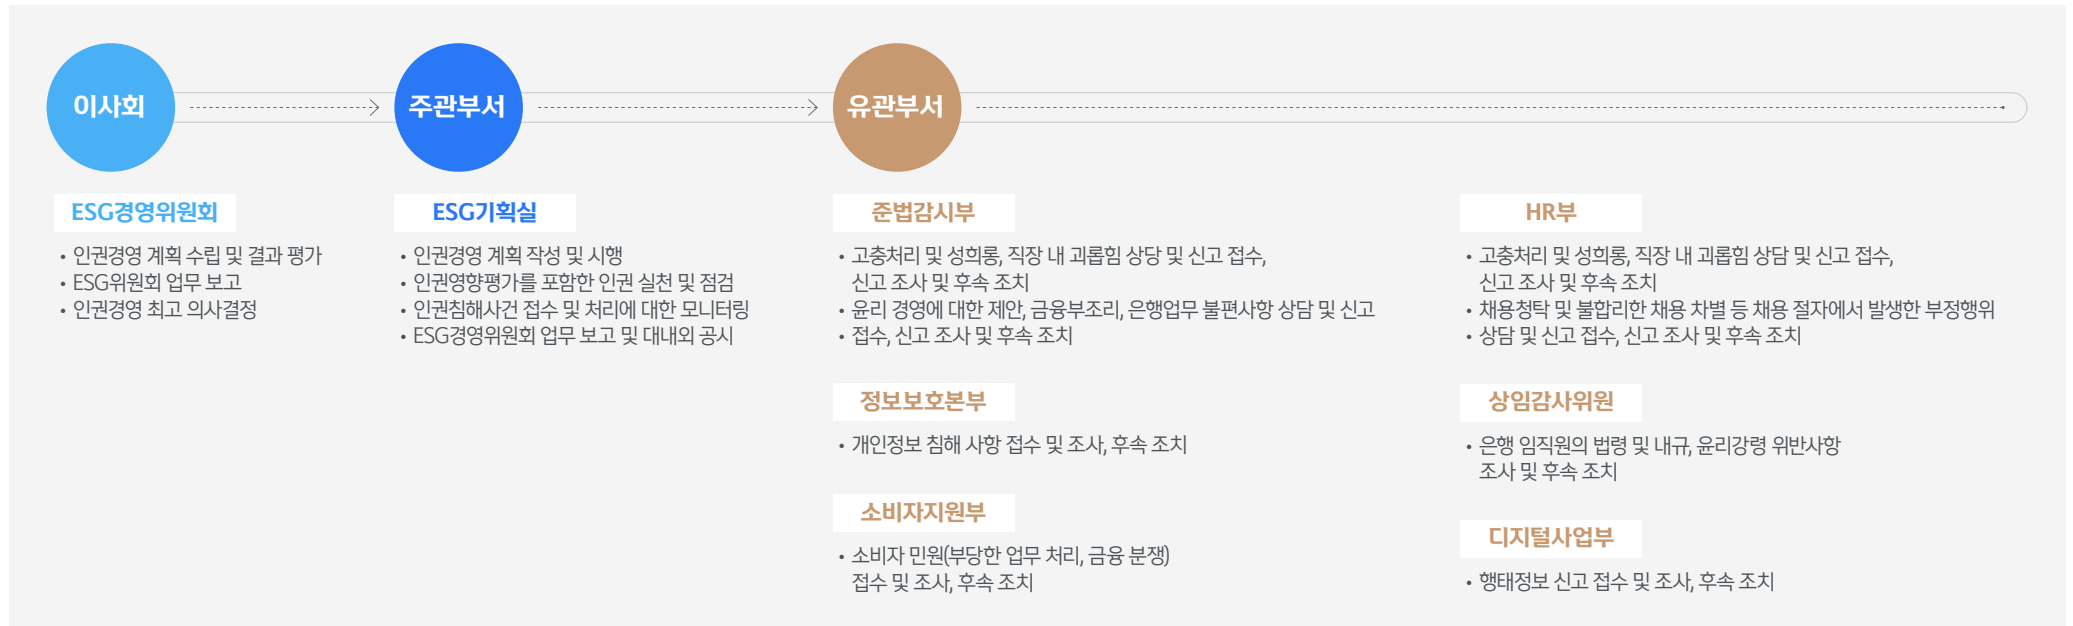 이사회
주관부서
유관부서
ESG경영위원회
• 인권경영 계획 수립 및 결과 평가
• ESG위원회 업무 보고
• 인권경영 최고 의사결정
ESG기획실
• 인권경영 계획 작성 및 시행
• 인권영향평가를 포함한 인권 실천 및 점검
• 인권침해사건 접수 및 처리에 대한 모니터링
• ESG경영위원회 업무 보고 및 대내외 공시
준법감시부
• 고충처리 및 성희롱, 직장 내 괴롭힘 상당 및 신고 접수,
신고 조사 및 후속 조치
• 윤리 경영에 대한 제안, 금융부조리, 은행업무 불편사항 상담 및 신고
• 접수, 신고 조사 및 후속 조치
정보보호본부
• 개인정보 침해 사항 접수 및 조사, 후속 조치
소비자지원부
• 소비자 민원(부당한 업무 처리, 금융 분쟁)
접수 및 조사, 후속 조치
HR부
• 고충처리 및 성희롱, 직장 내 괴롭힘 상담 및 신고 접수,
신고 조사 및 후속 조치
• 채용청탁 및 불합리한 채용 차별 등 채용 절자에서 발생한 부정행위
• 상담 및 신고 접수, 신고 조사 및 후속 조치
상임감사위원
• 은행 임직원의 법령 및 내규, 윤리강령 위반사항
조사 및 후속 조치
디지털사업부
• 행태정보 신고 접수 및 조사, 후속 조치